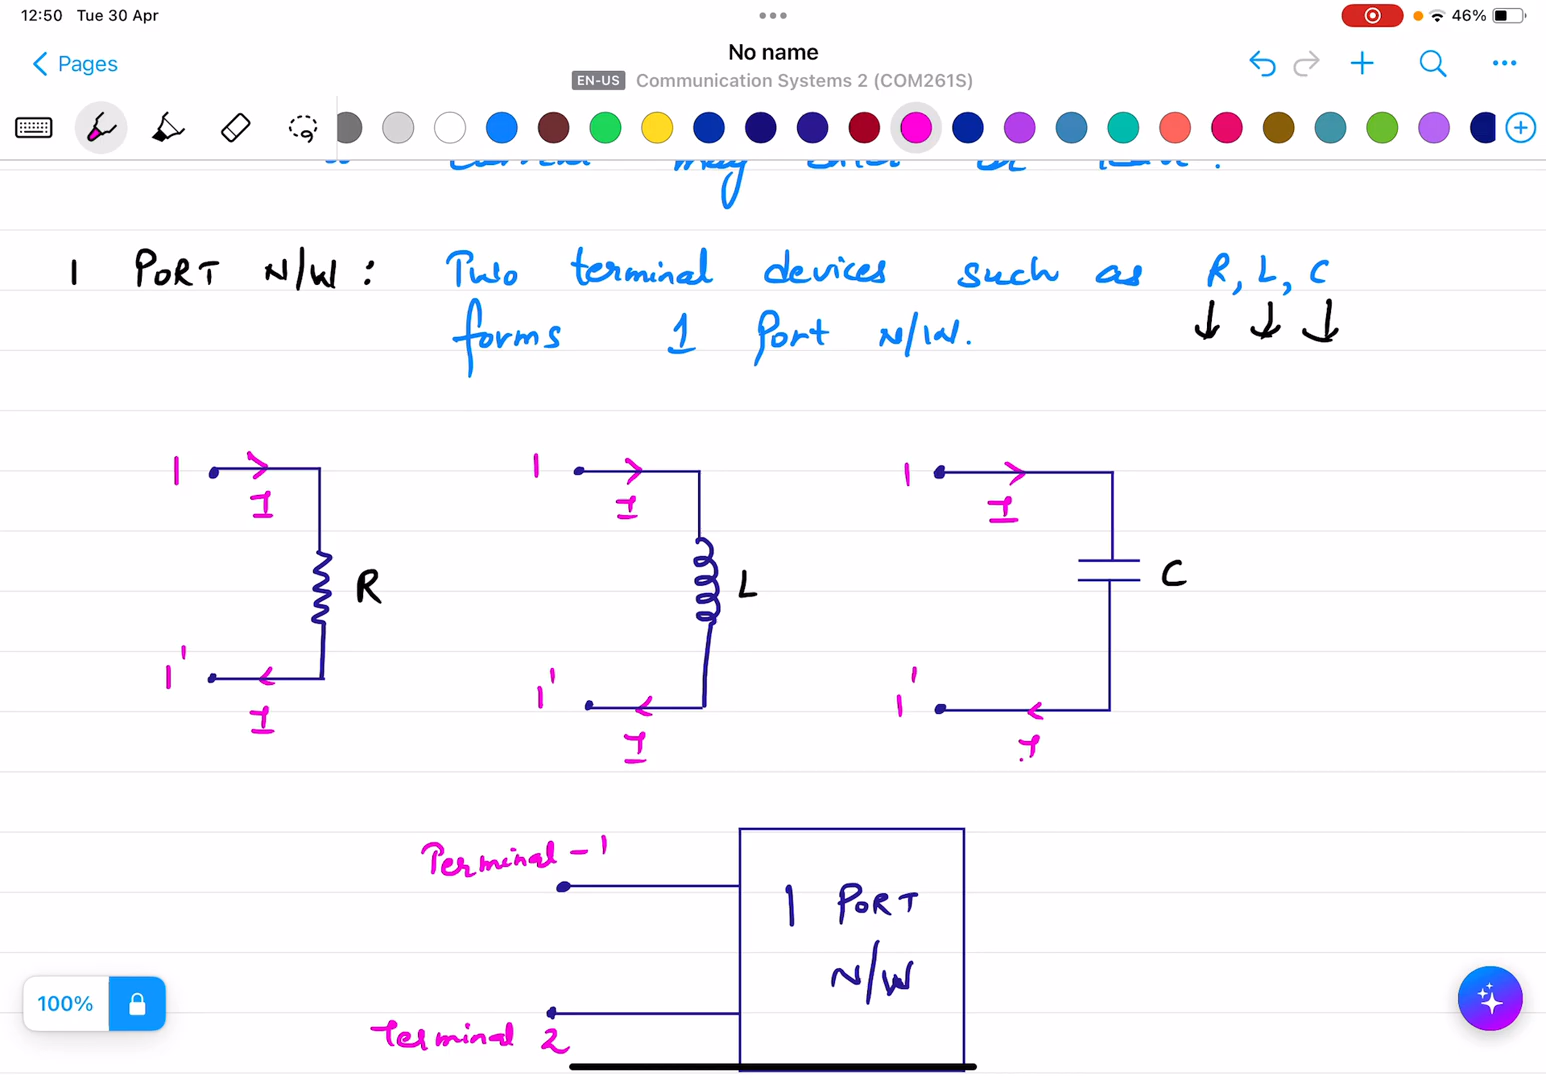 12:50 Tue 30 Apr
46%
Pages
No name
EN-US Communication Systems 2 (COM261S)
may
1 PORT N/W : Two terminal devices such as R, L, C
forms 1 Port N/W.
1 1 1
I I I
R L C
1' 1' 1'
I I I
Terminal - 1
1 PORT
N/W
100%
Terminal 2